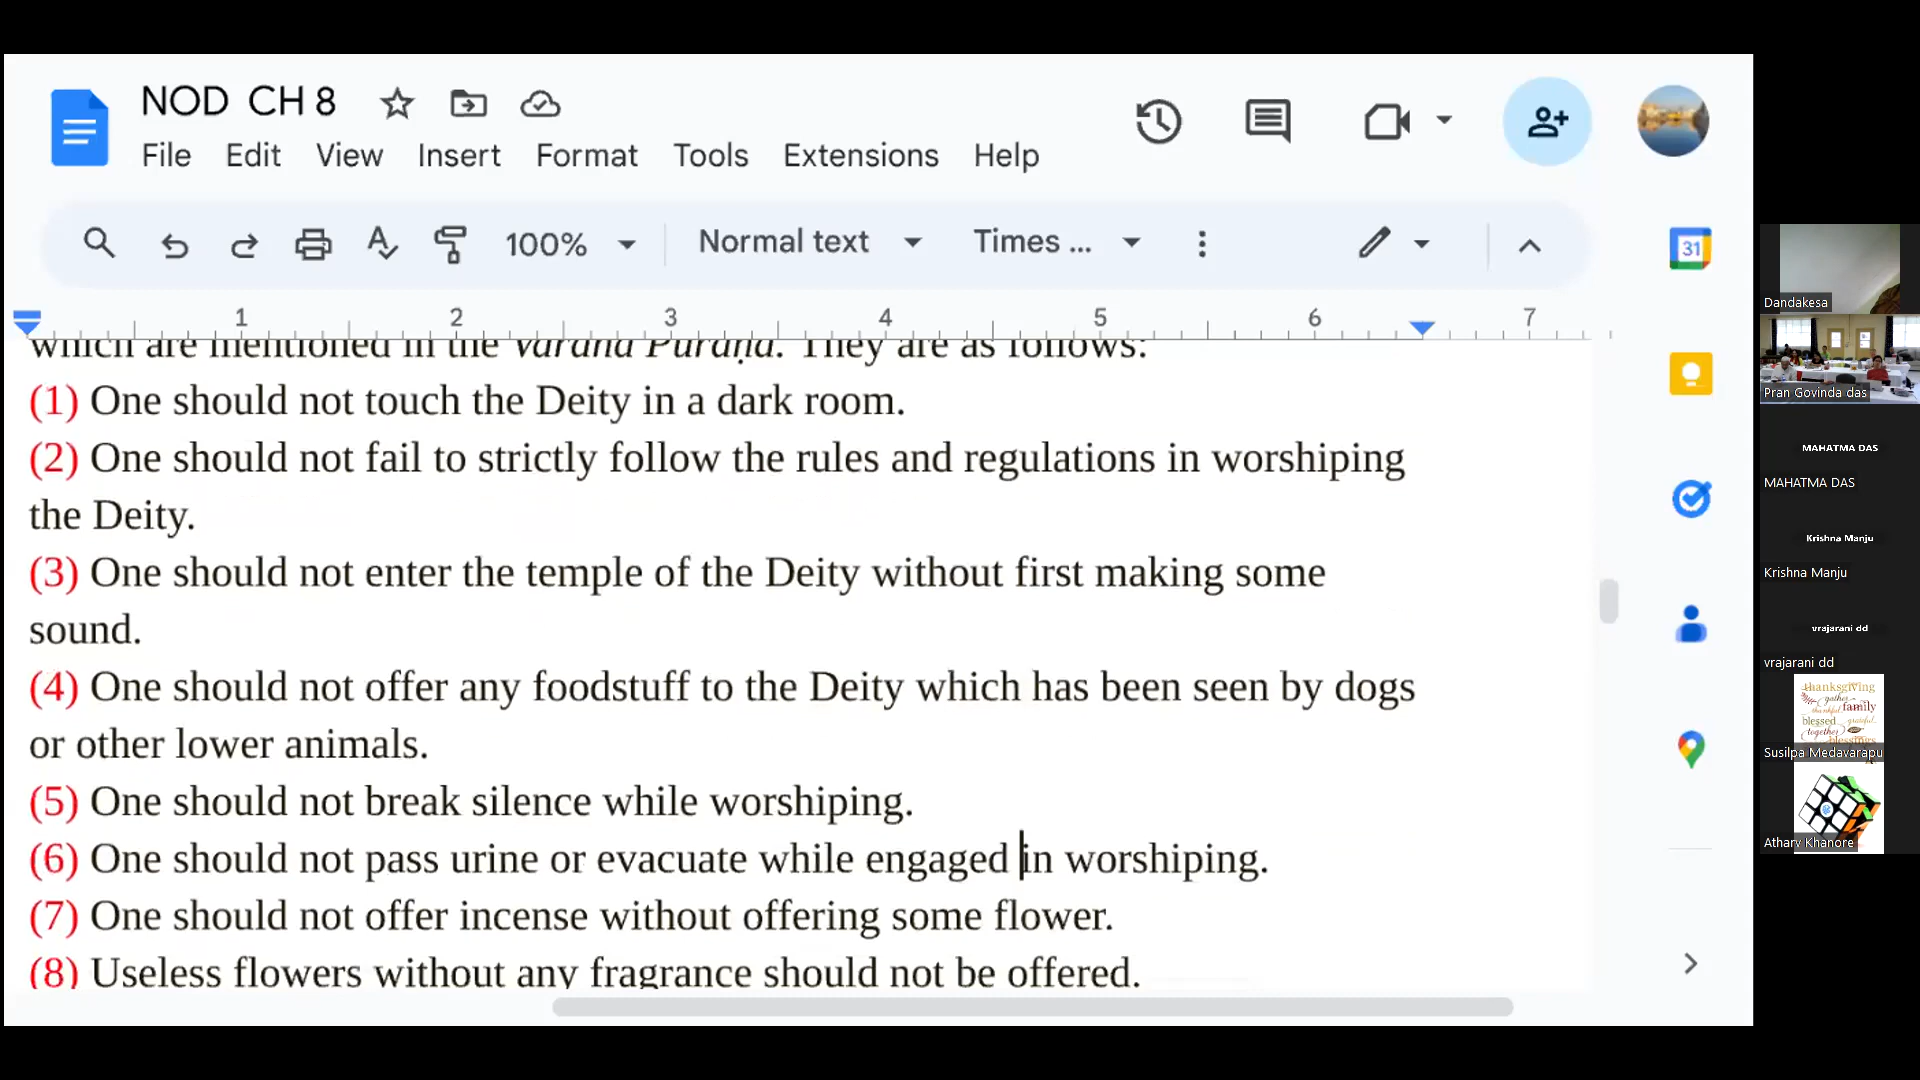 NOD CH 8
File Edit View Insert Format Tools Extensions Help
100% Normal text Times ...
31
1 2 3 4 5 6 7
which are mentioned in the Varāha Purāṇa. They are as follows:
(1) One should not touch the Deity in a dark room.
(2) One should not fail to strictly follow the rules and regulations in worshiping
the Deity.
(3) One should not enter the temple of the Deity without first making some
sound.
(4) One should not offer any foodstuff to the Deity which has been seen by dogs
or other lower animals.
(5) One should not break silence while worshiping.
(6) One should not pass urine or evacuate while engaged in worshiping.
(7) One should not offer incense without offering some flower.
(8) Useless flowers without any fragrance should not be offered.
Dandakesa
Pran Govinda das
MAHATMA DAS
MAHATMA DAS
Krishna Manju
Krishna Manju
vrajarani dd
vrajarani dd
thanksgiving
gather
family
blessed
together
blessings
Susilpa Medavarapu
Atharv Khanore